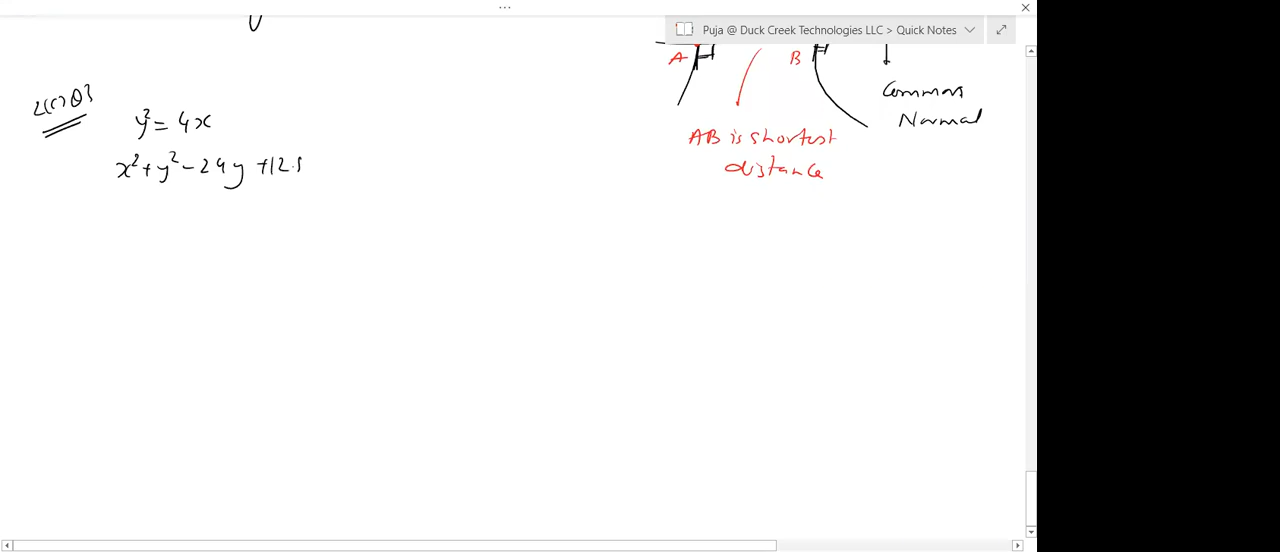 Puja @ Duck Creek Technologies LLC > Quick Notes
A
B
Common
Normal
AB is shortest
distance
y² = 4x
x² + y² - 24y + 12